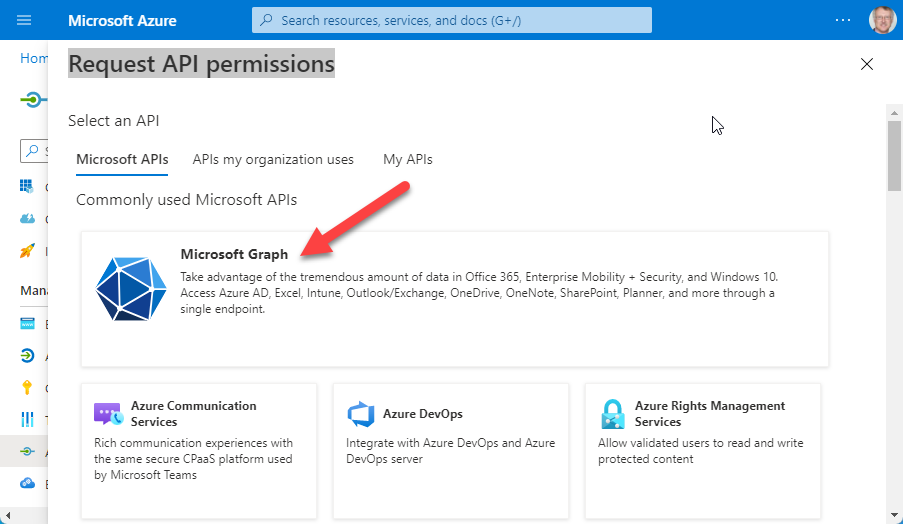 Microsoft Azure
Search resources, services, and docs (G+/)
Hom
Request API permissions
Select an API
Microsoft APIs APIs my organization uses My APIs
Commonly used Microsoft APIs
Microsoft Graph
Take advantage of the tremendous amount of data in Office 365, Enterprise Mobility + Security, and Windows 10.
Access Azure AD, Excel, Intune, Outlook/Exchange, OneDrive, OneNote, SharePoint, Planner, and more through a
single endpoint.
Mana
Azure Communication
Services
Rich communication experiences with
the same secure CPaaS platform used
by Microsoft Teams
Azure DevOps
Integrate with Azure DevOps and Azure
DevOps server
Azure Rights Management
Services
Allow validated users to read and write
protected content